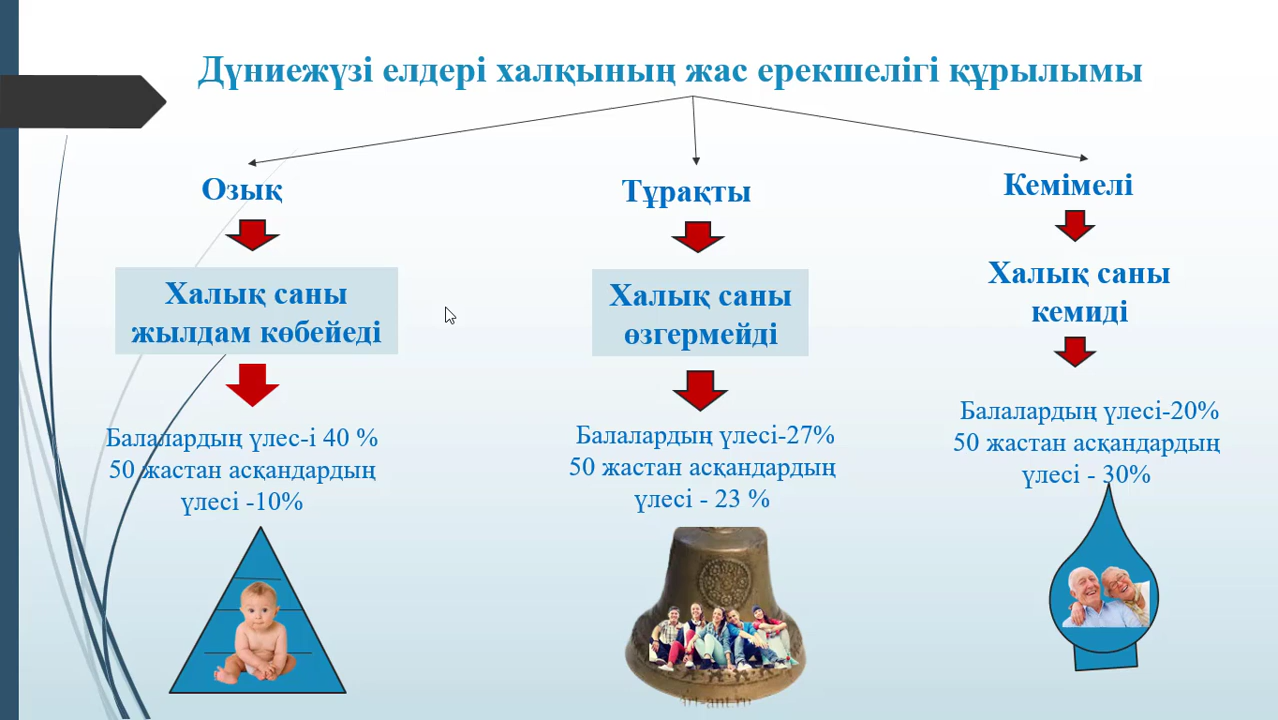 Дүниежүзі елдері халқының жас ерекшелігі құрылымы
Озық
Халық саны
жылдам көбейеді
Балалардың үлес-і 40 %
50 жастан асқандардың
үлесі -10%
Тұрақты
Халық саны
өзгермейді
Балалардың үлесі-27%
50 жастан асқандардың
үлесі - 23 %
Кемімелі
Халық саны
кемиді
Балалардың үлесі-20%
50 жастан асқандардың
үлесі - 30%